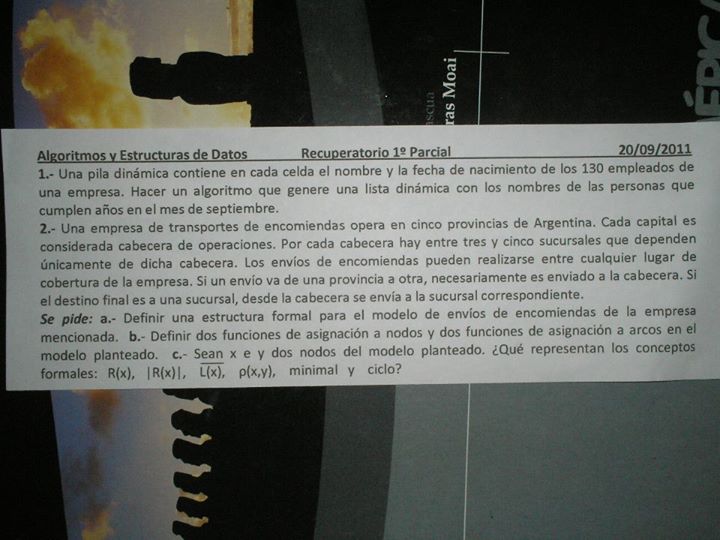 Algoritmos y Estructuras de Datos Recuperatorio 1º Parcial 20/09/2011
1.- Una pila dinámica contiene en cada celda el nombre y la fecha de nacimiento de los 130 empleados de
una empresa. Hacer un algoritmo que genere una lista dinámica con los nombres de las personas que
cumplen años en el mes de septiembre.
2.- Una empresa de transportes de encomiendas opera en cinco provincias de Argentina. Cada capital es
considerada cabecera de operaciones. Por cada cabecera hay entre tres y cinco sucursales que dependen
únicamente de dicha cabecera. Los envíos de encomiendas pueden realizarse entre cualquier lugar de
cobertura de la empresa. Si un envío va de una provincia a otra, necesariamente es enviado a la cabecera. Si
el destino final es a una sucursal, desde la cabecera se envía a la sucursal correspondiente.
Se pide: a.- Definir una estructura formal para el modelo de envíos de encomiendas de la empresa
mencionada. b.- Definir dos funciones de asignación a nodos y dos funciones de asignación a arcos en el
modelo planteado. c.- Sean x e y dos nodos del modelo planteado. ¿Qué representan los conceptos
formales: R(x), |R(x)|, L̅(x), ρ(x,y), minimal y ciclo?
ascua
ras Moai
ÉPICA